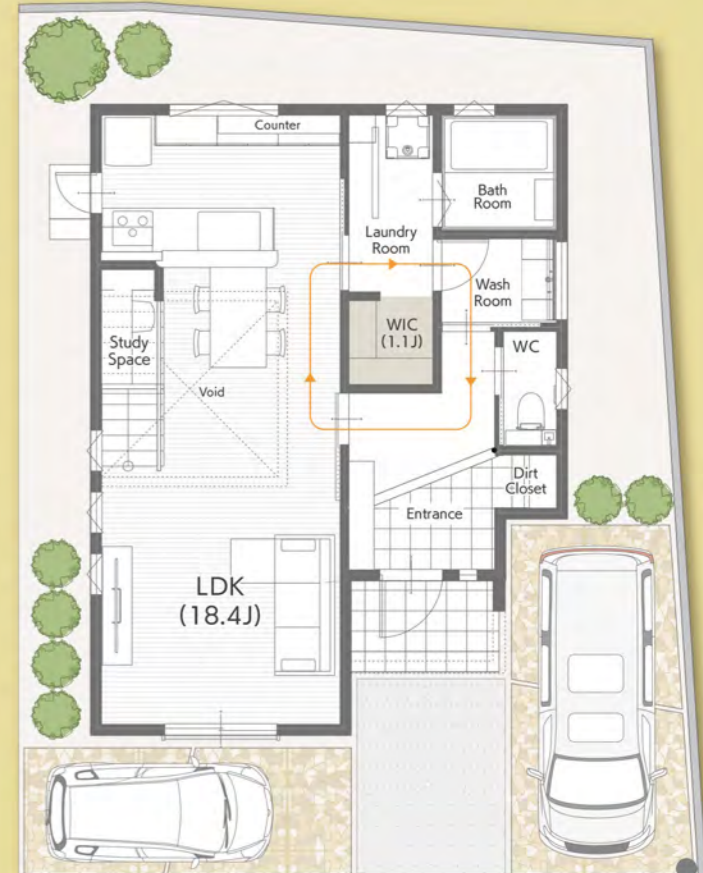 Counter
Bath
Room
Laundry
Room
Wash
Room
WIC
(1.1J)
WC
Study
Space
Void
Dirt
Closet
Entrance
LDK
(18.4J)